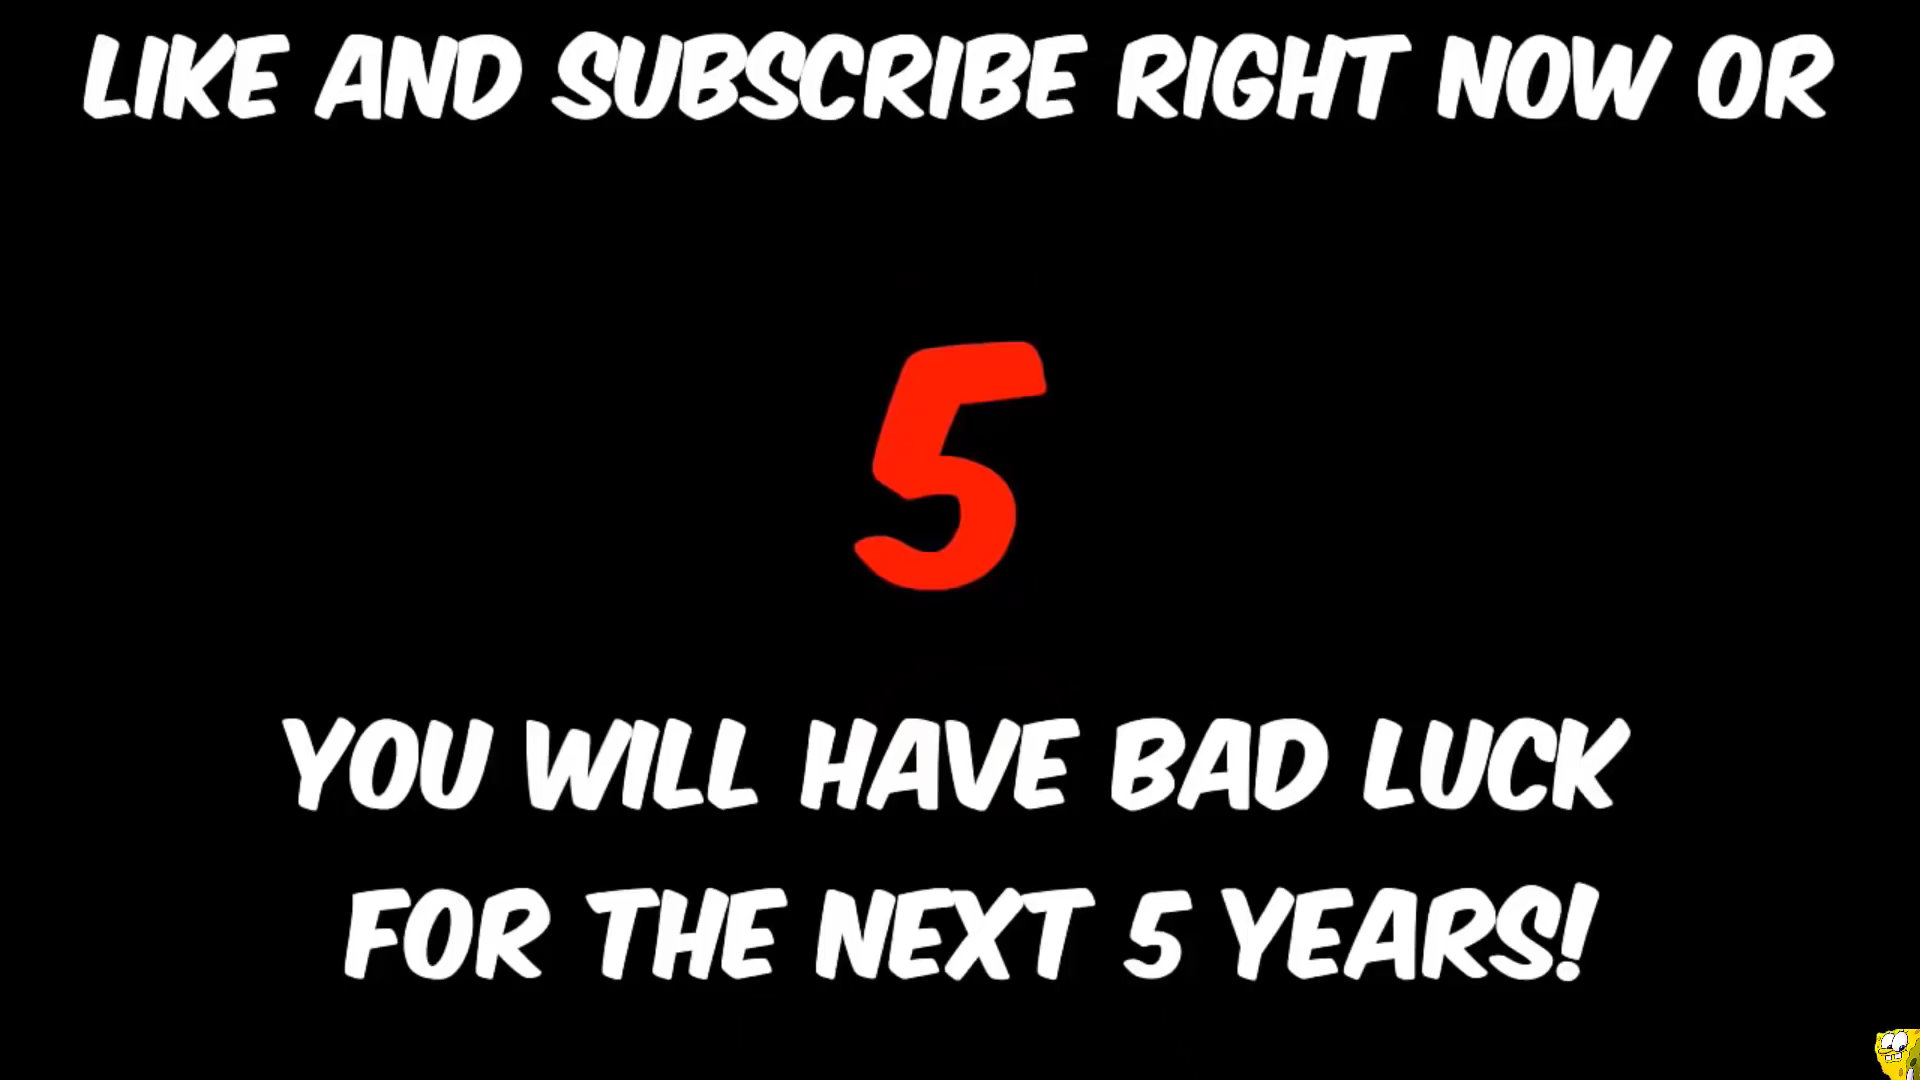 LIKE AND SUBSCRIBE RIGHT NOW OR
5
YOU WILL HAVE BAD LUCK
FOR THE NEXT 5 YEARS!